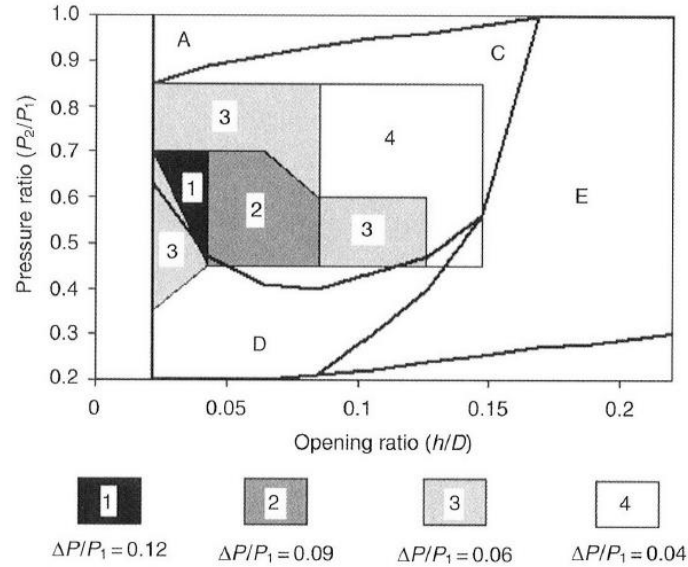 1.0
A
C
0.9
0.8
3
4
0.7
1
2
E
0.6
3
3
0.5
0.4
D
0.3
0.2
Pressure ratio (P2/P1)
0
0.05
0.1
0.15
0.2
Opening ratio (h/D)
1
2
3
4
ΔP/P1 = 0.12
ΔP/P1 = 0.09
ΔP/P1 = 0.06
ΔP/P1 = 0.04